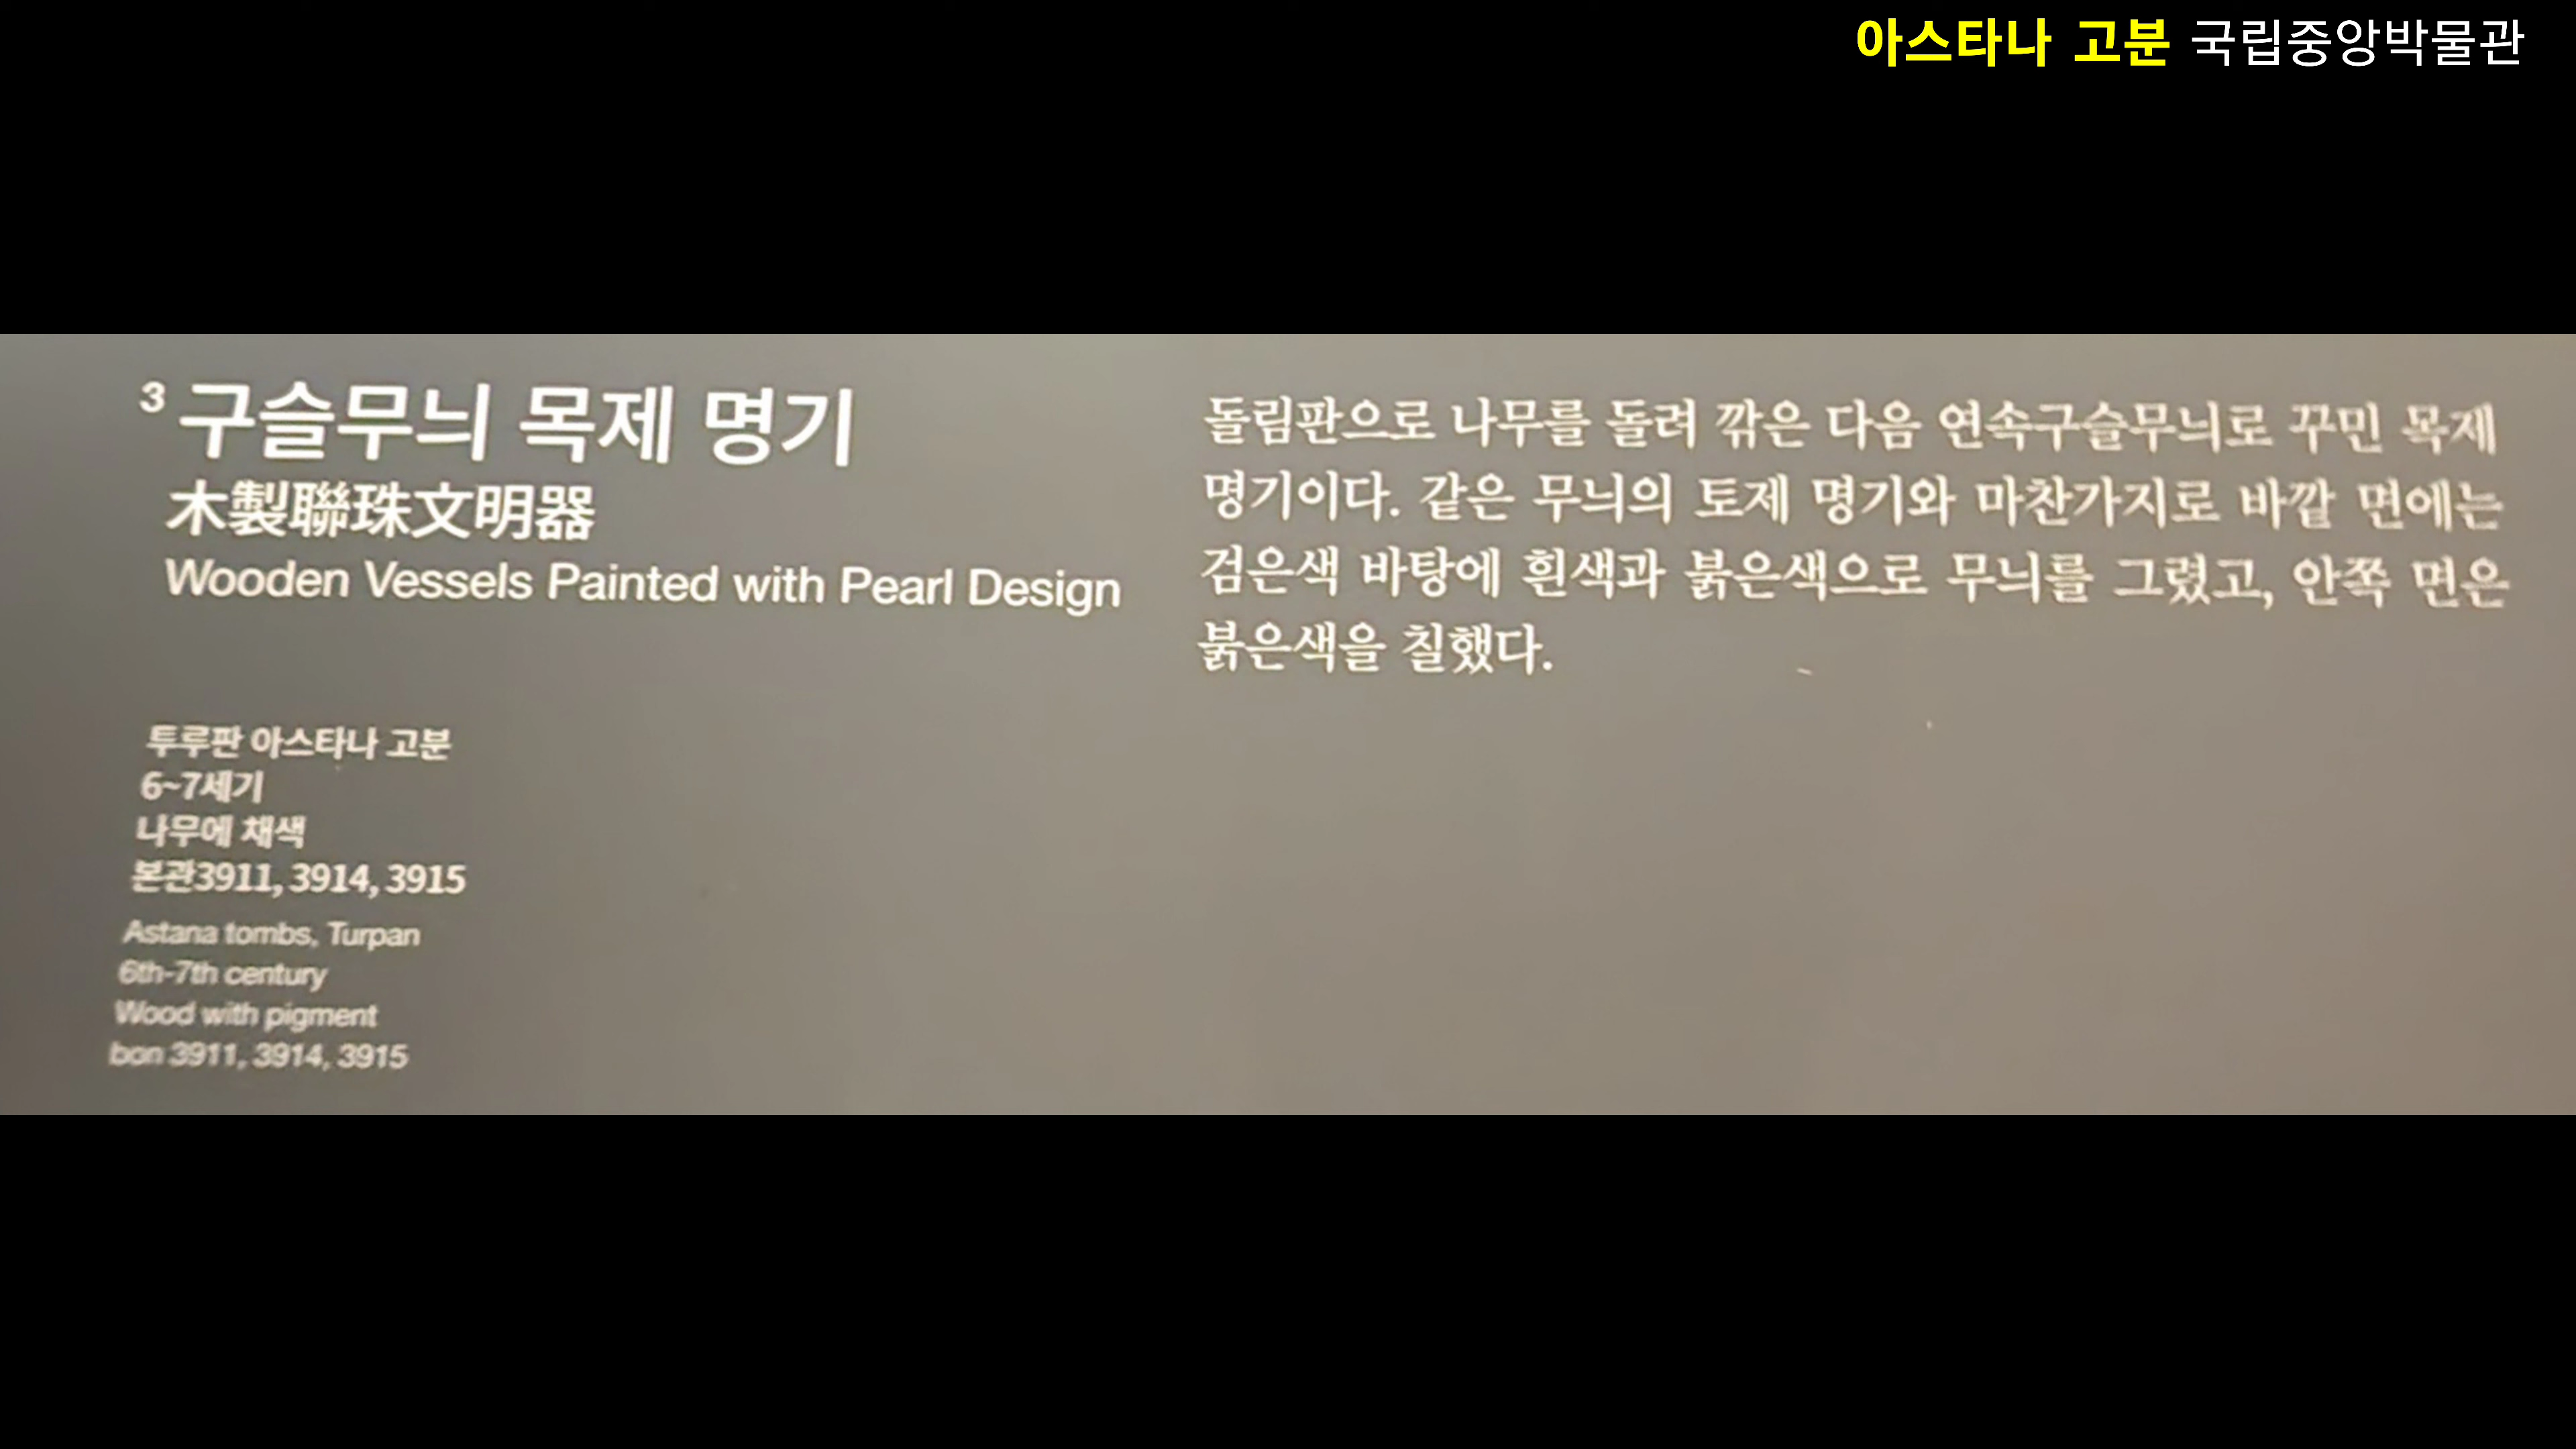 아스타나 고분 국립중앙박물관
3 구슬무늬 목제 명기
木製聯珠文明器
Wooden Vessels Painted with Pearl Design
투루판 아스타나 고분
6~7세기
나무에 채색
본관3911, 3914, 3915
Astana tombs, Turpan
6th-7th century
Wood with pigment
bon 3911, 3914, 3915
돌림판으로 나무를 돌려 깎은 다음 연속구슬무늬로 꾸민 목제
명기이다. 같은 무늬의 토제 명기와 마찬가지로 바깥 면에는
검은색 바탕에 흰색과 붉은색으로 무늬를 그렸고, 안쪽 면은
붉은색을 칠했다.